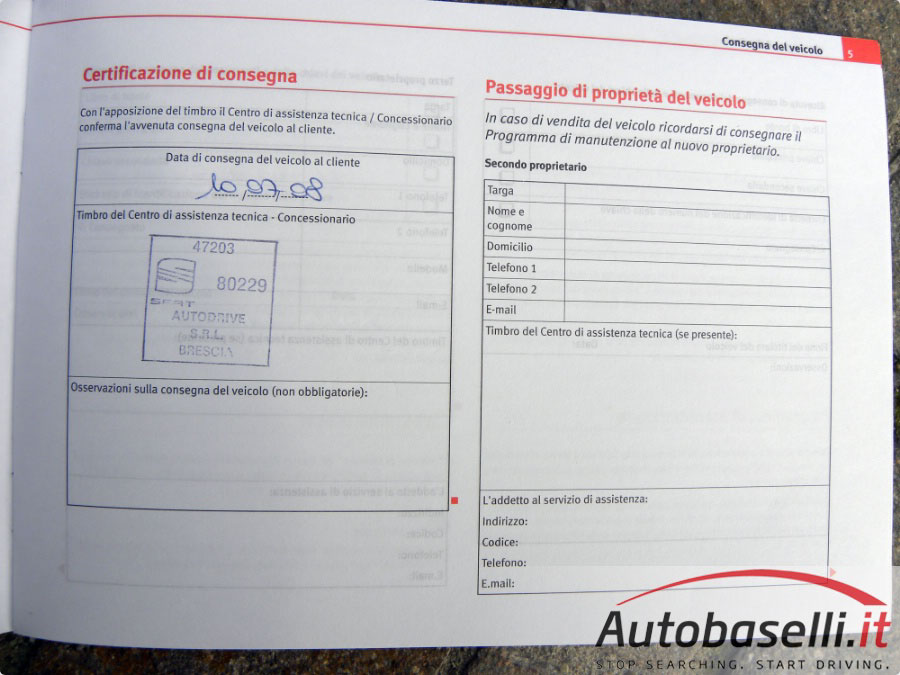 Consegna del veicolo 5
Certificazione di consegna
Con l'apposizione del timbro il Centro di assistenza tecnica / Concessionario
conferma l'avvenuta consegna del veicolo al cliente.
Data di consegna del veicolo al cliente
10,07,08
Timbro del Centro di assistenza tecnica - Concessionario
47203
80229
SEAT
AUTODRIVE
S.R.L.
BRESCIA
Osservazioni sulla consegna del veicolo (non obbligatorie):
Passaggio di proprietà del veicolo
In caso di vendita del veicolo ricordarsi di consegnare il
Programma di manutenzione al nuovo proprietario.
Secondo proprietario
Targa
Nome e
cognome
Domicilio
Telefono 1
Telefono 2
E-mail
Timbro del Centro di assistenza tecnica (se presente):
L'addetto al servizio di assistenza:
Indirizzo:
Codice:
Telefono:
E.mail:
Autobaselli.it
STOP SEARCHING. START DRIVING.